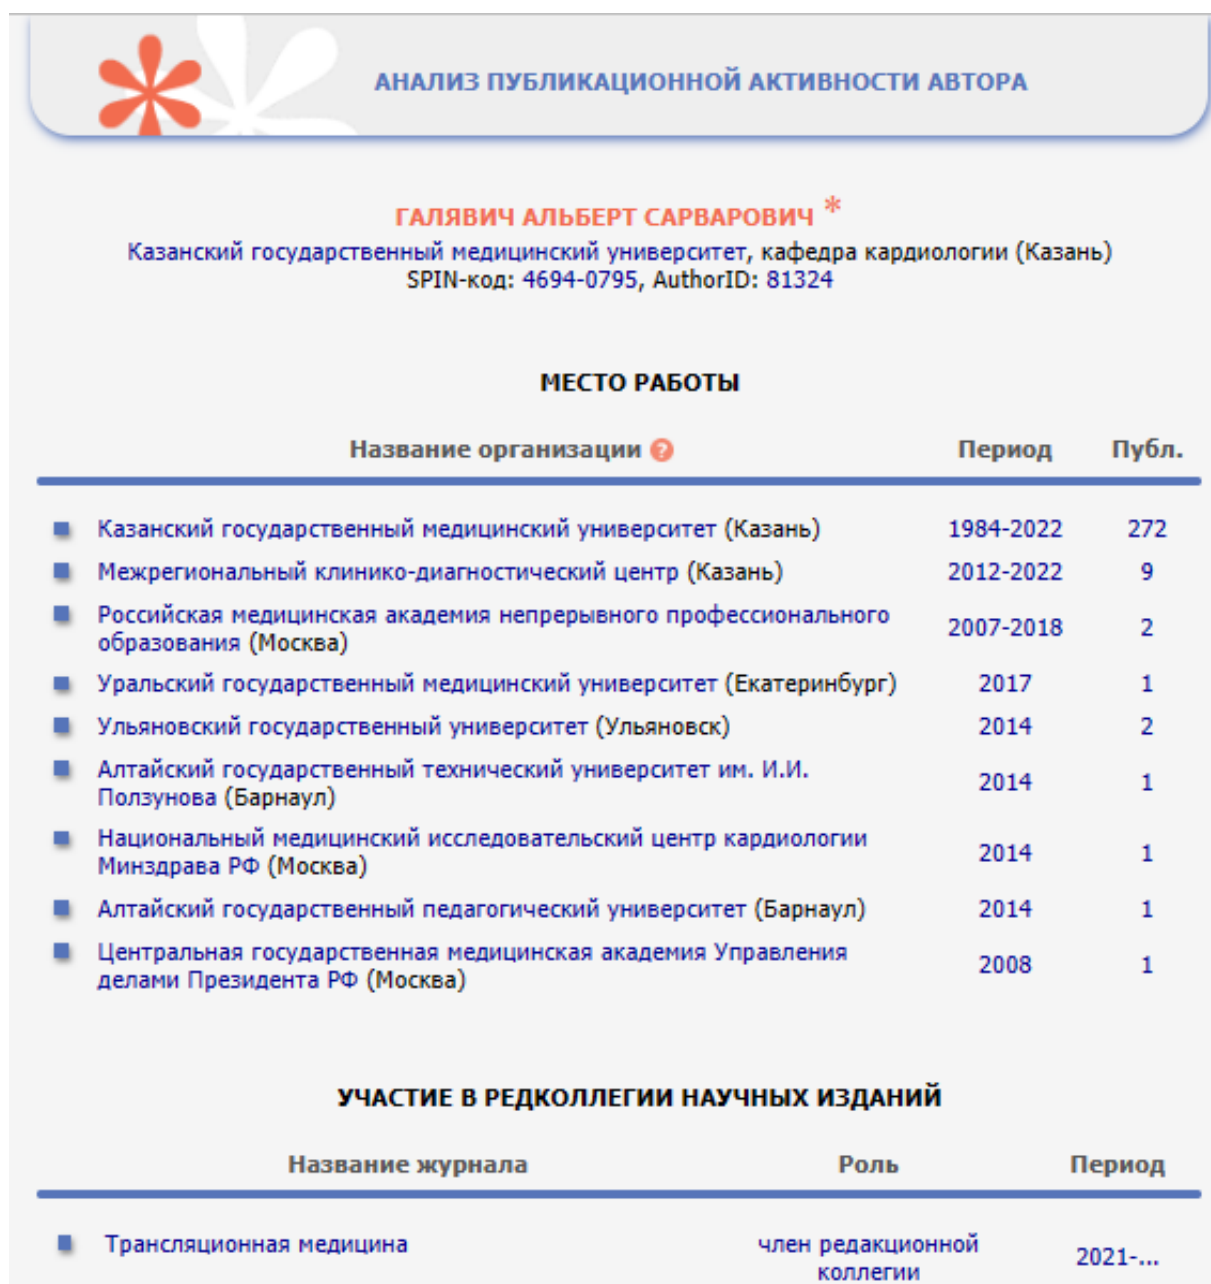 АНАЛИЗ ПУБЛИКАЦИОННОЙ АКТИВНОСТИ АВТОРА
ГАЛЯВИЧ АЛЬБЕРТ САРВАРОВИЧ *
Казанский государственный медицинский университет, кафедра кардиологии (Казань)
SPIN-код: 4694-0795, AuthorID: 81324
МЕСТО РАБОТЫ
Название организации ? Период Публ.
Казанский государственный медицинский университет (Казань) 1984-2022 272
Межрегиональный клинико-диагностический центр (Казань) 2012-2022 9
Российская медицинская академия непрерывного профессионального
образования (Москва) 2007-2018 2
Уральский государственный медицинский университет (Екатеринбург) 2017 1
Ульяновский государственный университет (Ульяновск) 2014 2
Алтайский государственный технический университет им. И.И.
Ползунова (Барнаул) 2014 1
Национальный медицинский исследовательский центр кардиологии
Минздрава РФ (Москва) 2014 1
Алтайский государственный педагогический университет (Барнаул) 2014 1
Центральная государственная медицинская академия Управления
делами Президента РФ (Москва) 2008 1
УЧАСТИЕ В РЕДКОЛЛЕГИИ НАУЧНЫХ ИЗДАНИЙ
Название журнала Роль Период
Трансляционная медицина член редакционной
коллегии 2021-...